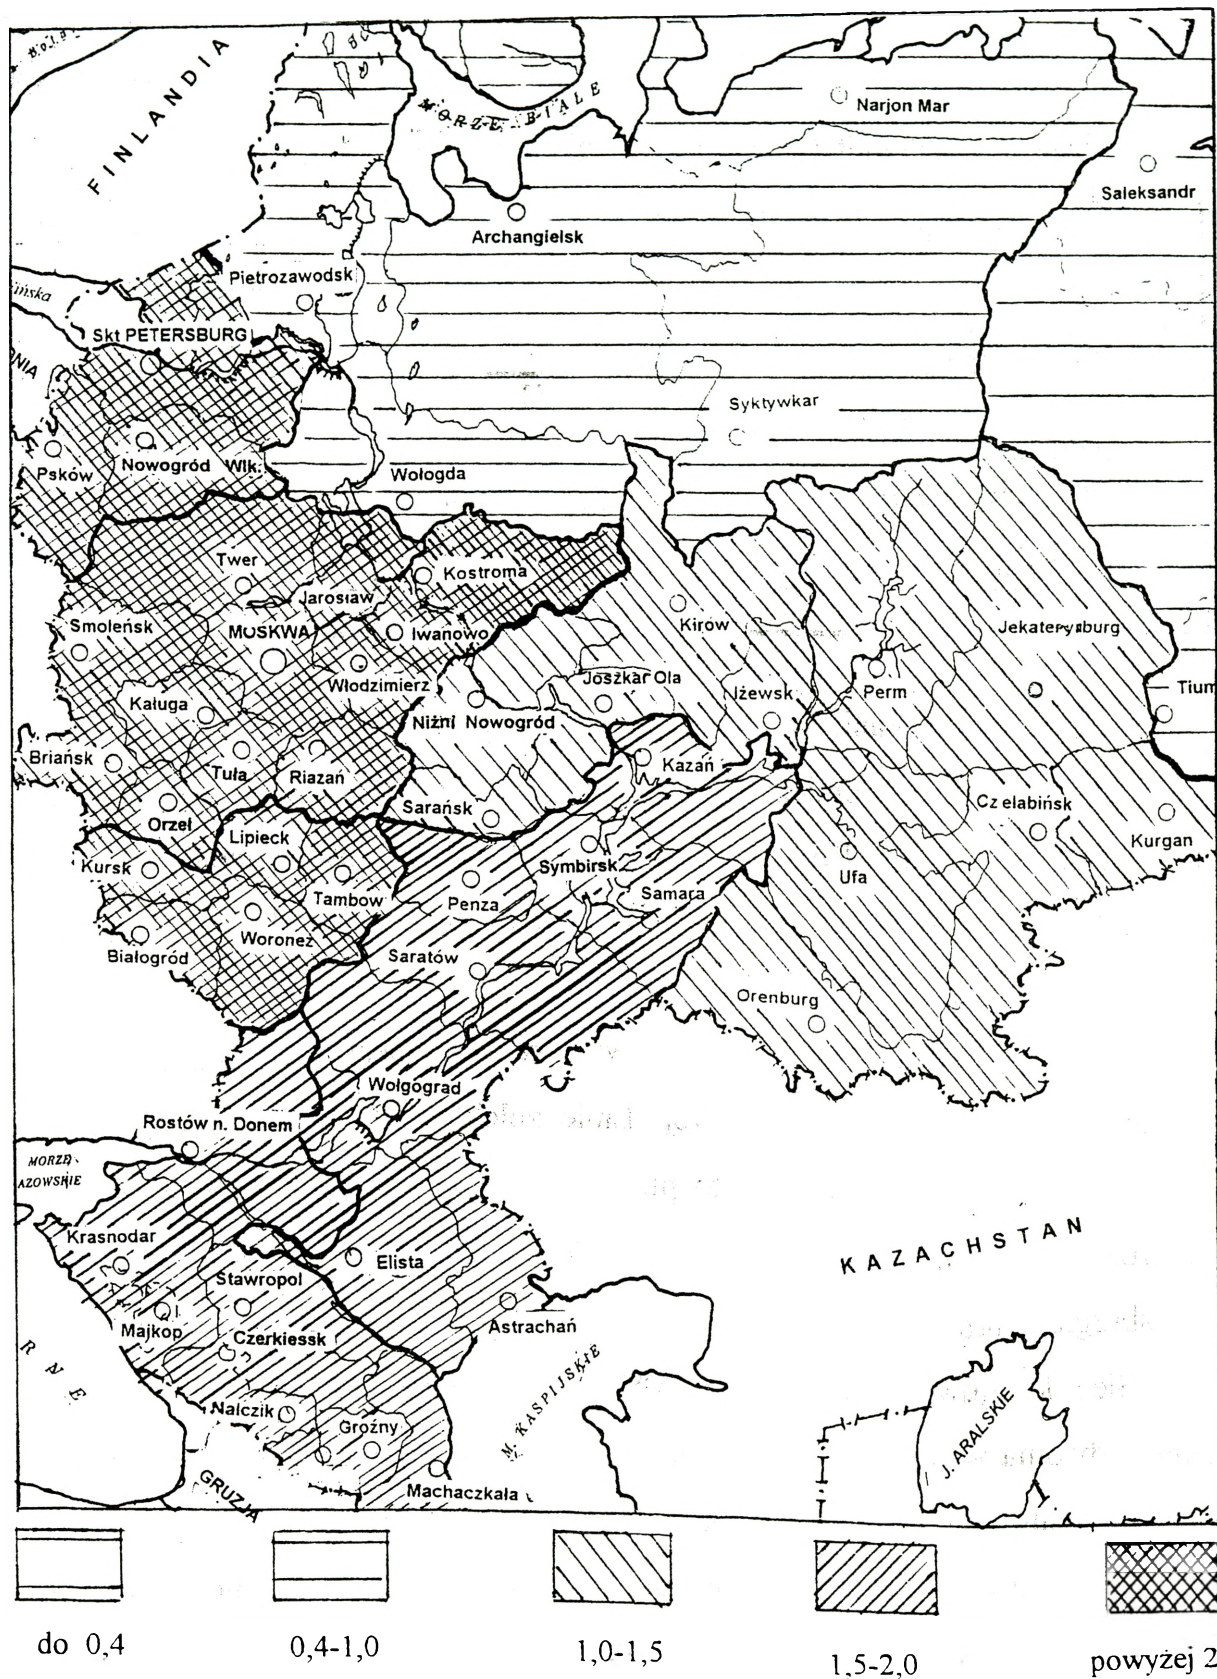 FINLANDIA
MORZE BIAŁE
Narjon Mar
Saleksandr
Archangielsk
Pietrozawodsk
Skt PETERSBURG
Syktywkar
Psków
Nowogród Wlk.
Wołogda
Twer
Kostroma
Jarosław
Smoleńsk
MOSKWA
Iwanowo
Kirów
Jekaterynburg
Włodzimierz
Joszkar Ola
Iżewsk
Perm
Tium
Kaługa
Niżni Nowogród
Briańsk
Tuła
Riazań
Kazań
Sarańsk
Czelabińsk
Orzeł
Lipieck
Kurgan
Kursk
Symbirsk
Ufa
Tambow
Penza
Samara
Woroneż
Białogród
Saratów
Orenburg
Wołgograd
Rostów n. Donem
MORZE
AZOWSKIE
Krasnodar
Elista
KAZACHSTAN
Stawropol
Majkop
Czerkiessk
Astrachań
RNE
M. KASPIJSKIE
Nalczik
Groźny
J. ARALSKIE
GRUZJA
Machaczkała
do 0,4
0,4-1,0
1,0-1,5
1,5-2,0
powyżej 2